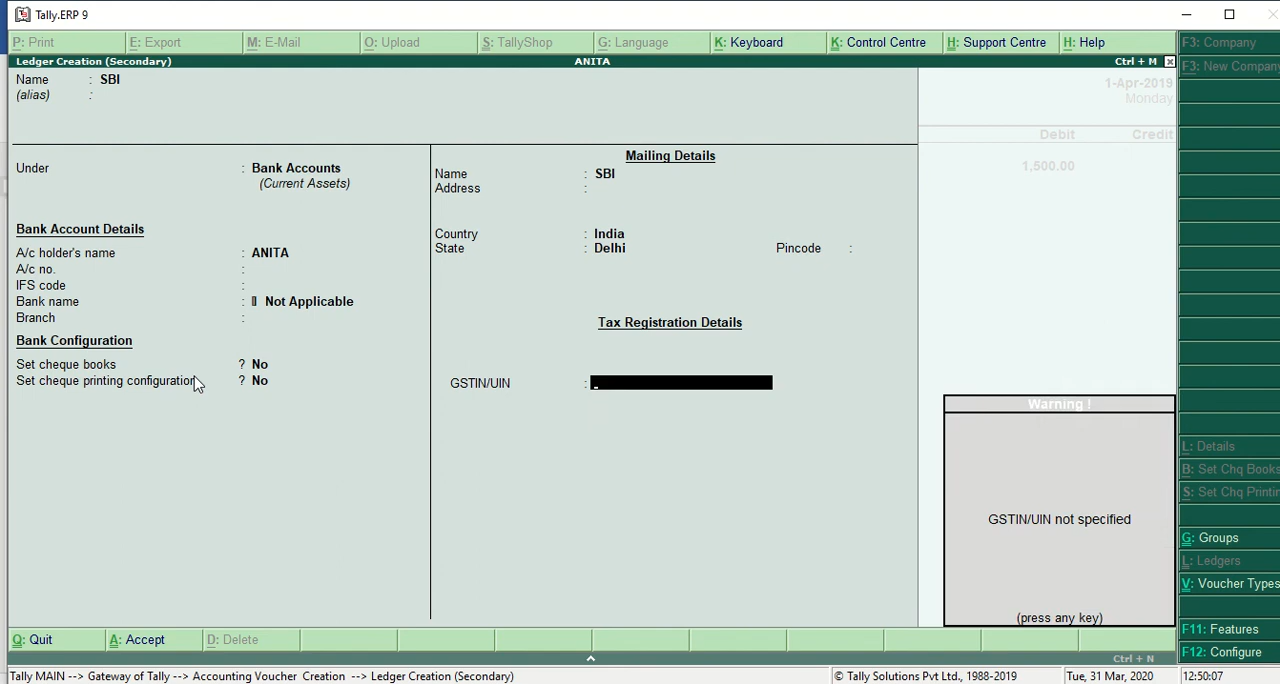 Tally.ERP 9
P: Print E: Export M: E-Mail O: Upload S: TallyShop G: Language K: Keyboard K: Control Centre H: Support Centre H: Help
F3: Company
Ledger Creation (Secondary) ANITA Ctrl + M
F3: New Company
Name : SBI
(alias) :
1-Apr-2019
Monday
Debit Credit
1,500.00
Under : Bank Accounts
(Current Assets)
Bank Account Details
A/c holder's name : ANITA
A/c no. :
IFS code :
Bank name : Not Applicable
Branch :
Bank Configuration
Set cheque books ? No
Set cheque printing configuration ? No
Mailing Details
Name : SBI
Address :
Country : India
State : Delhi Pincode :
Tax Registration Details
GSTIN/UIN :
Warning !
GSTIN/UIN not specified
(press any key)
L: Details
B: Set Chq Books
S: Set Chq Printin
G: Groups
L: Ledgers
V: Voucher Types
F11: Features
F12: Configure
Q: Quit A: Accept D: Delete
Ctrl + N
Tally MAIN --> Gateway of Tally --> Accounting Voucher Creation --> Ledger Creation (Secondary) © Tally Solutions Pvt Ltd., 1988-2019 Tue, 31 Mar, 2020 12:50:07